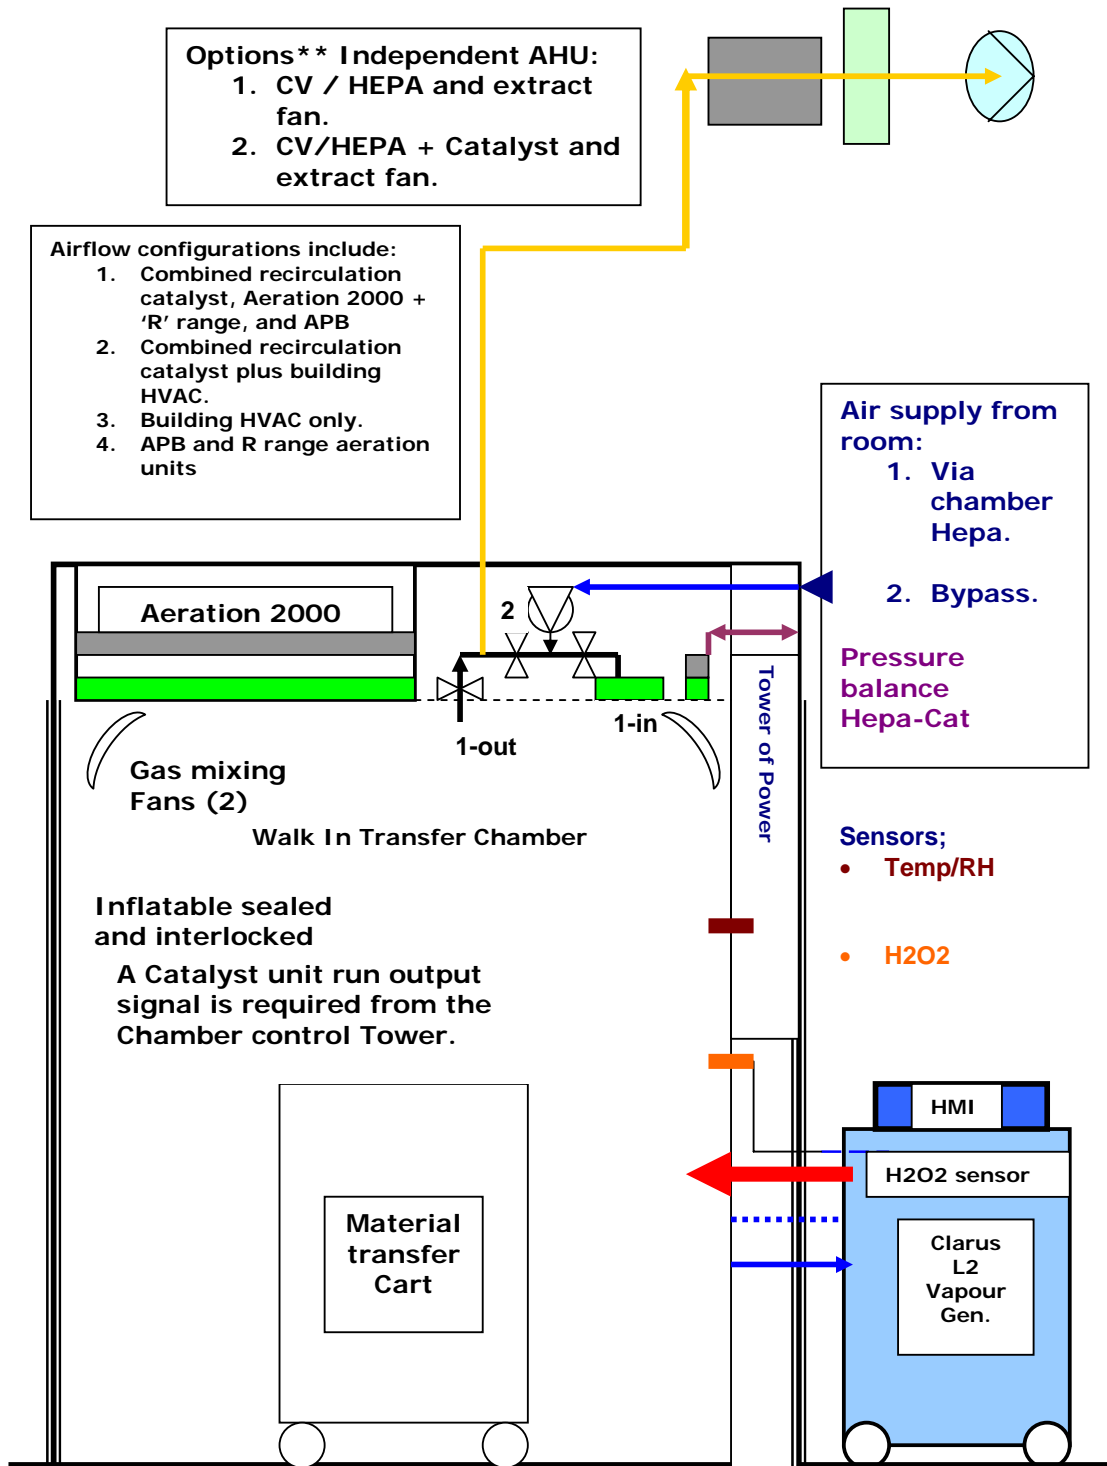 Options** Independent AHU:
1. CV / HEPA and extract
fan.
2. CV/HEPA + Catalyst and
extract fan.
Airflow configurations include:
1. Combined recirculation
catalyst, Aeration 2000 +
‘R’ range, and APB
2. Combined recirculation
catalyst plus building
HVAC.
3. Building HVAC only.
4. APB and R range aeration
units
Air supply from
room:
1. Via
chamber
Hepa.
2. Bypass.
Pressure
balance
Hepa-Cat
Aeration 2000
2
1-out
1-in
Tower of Power
Gas mixing
Fans (2)
Walk In Transfer Chamber
Sensors;
• Temp/RH
• H2O2
Inflatable sealed
and interlocked
A Catalyst unit run output
signal is required from the
Chamber control Tower.
HMI
H2O2 sensor
Material
transfer
Cart
Clarus
L2
Vapour
Gen.